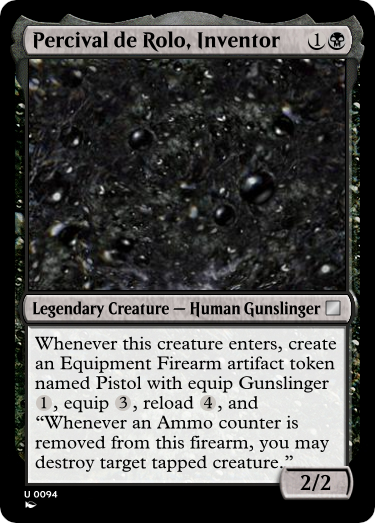 Percival de Rolo, Inventor 1
Legendary Creature — Human Gunslinger
Whenever this creature enters, create
an Equipment Firearm artifact token
named Pistol with equip Gunslinger
1, equip 3, reload 4, and
“Whenever an Ammo counter is
removed from this firearm, you may
destroy target tapped creature.”
2/2
U 0094